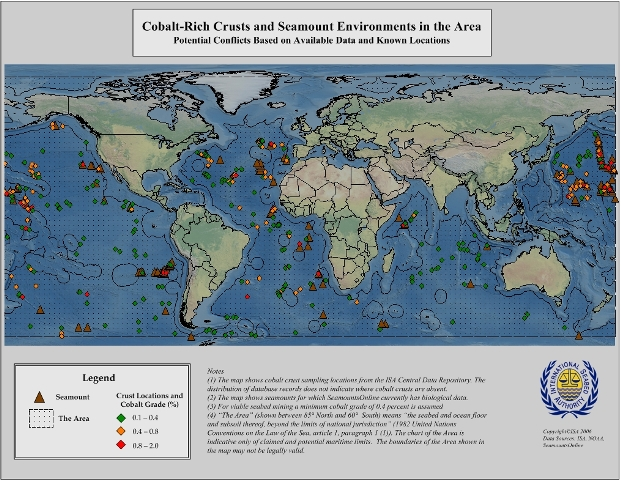 Cobalt-Rich Crusts and Seamount Environments in the Area
Potential Conflicts Based on Available Data and Known Locations
Legend
Seamount
The Area
Crust Locations and
Cobalt Grade (%)
0.1 – 0.4
0.4 – 0.8
0.8 – 2.0
Notes
(1) The map shows cobalt crust sampling locations from the ISA Central Data Repository. The
distribution of database records does not indicate where cobalt crusts are absent.
(2) The map shows seamounts for which SeamountsOnline currently has biological data.
(3) For viable seabed mining a minimum cobalt grade of 0.4 percent is assumed
(4) "The Area" (shown between 85° North and 60° South) means "the seabed and ocean floor
and subsoil thereof, beyond the limits of national jurisdiction" (1982 United Nations
Conventions on the Law of the Sea, article 1, paragraph 1 (1)). The chart of the Area is
indicative only of claimed and potential maritime limits. The boundaries of the Area shown in
the map may not be legally valid.
INTERNATIONAL SEABED AUTHORITY
Copyright©ISA 2006
Data Sources: ISA, NOAA,
SeamountsOnline